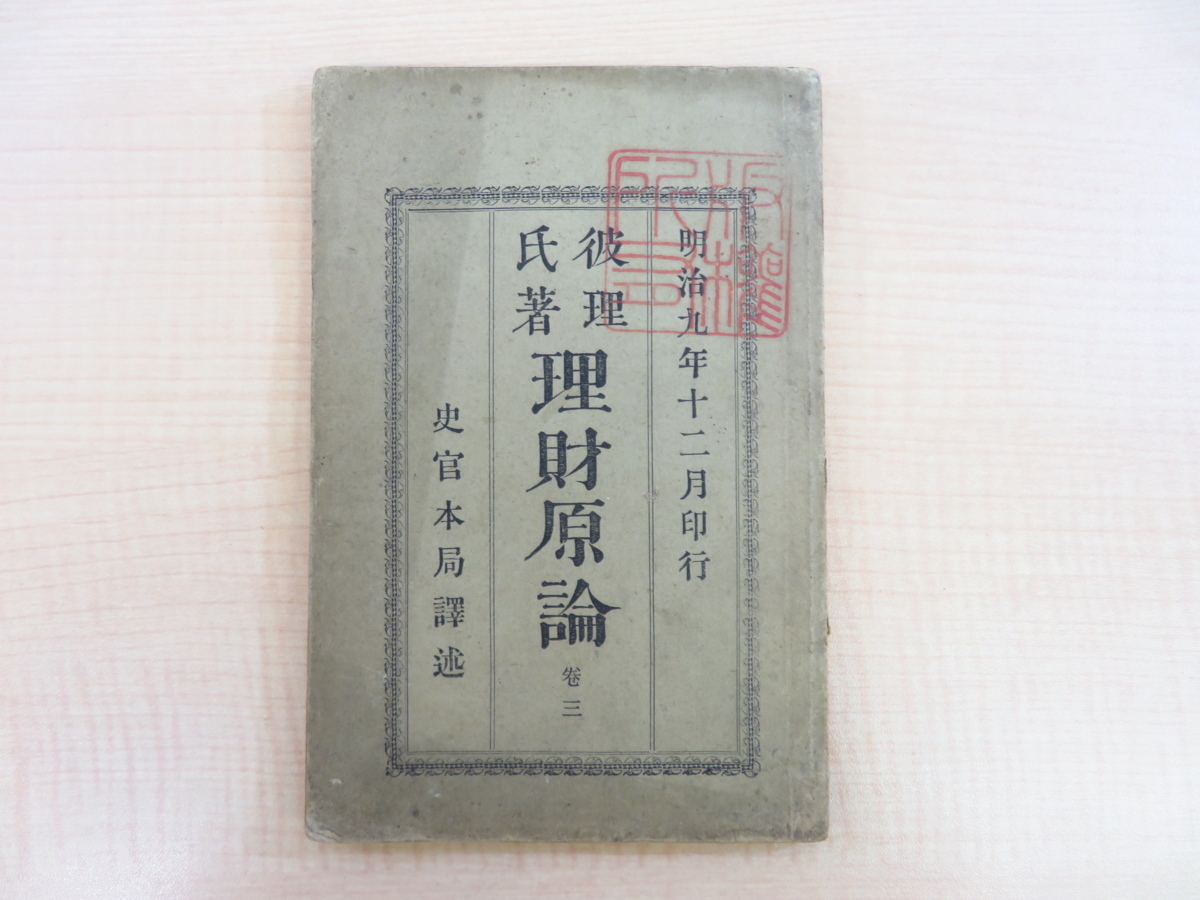 明治九年十二月印行
彼理
氏著
理財原論
卷三
史官本局譯述